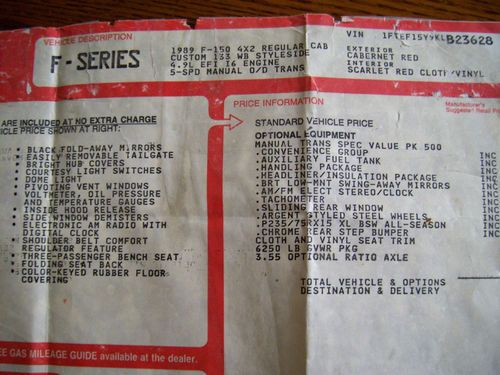 VEHICLE DESCRIPTION
F-SERIES
1989 F-150 4X2 REGULAR CAB
CUSTOM 133 WB STYLESIDE
4.9L EFI I6 ENGINE
5-SPD MANUAL O/D TRANS
VIN 1FTEF15Y9KLB23628
EXTERIOR
CABERNET RED
INTERIOR
SCARLET RED CLOTH/VINYL
ARE INCLUDED AT NO EXTRA CHARGE
PRICE SHOWN AT RIGHT:
• BLACK FOLD-AWAY MIRRORS
• EASILY REMOVABLE TAILGATE
• BRIGHT HUB COVERS
• COURTESY LIGHT SWITCHES
• DOME LIGHT
• PIVOTING VENT WINDOWS
• VOLTMETER, OIL PRESSURE
AND TEMPERATURE GAUGES
• INSIDE HOOD RELEASE
• SIDE WINDOW DEMISTERS
• ELECTRONIC AM RADIO WITH
DIGITAL CLOCK
• SHOULDER BELT COMFORT
REGULATOR FEATURE
• THREE-PASSENGER BENCH SEAT
• FOLDING SEAT BACK
• COLOR-KEYED RUBBER FLOOR
COVERING
PRICE INFORMATION
Manufacturer's
Suggested Retail
STANDARD VEHICLE PRICE
OPTIONAL EQUIPMENT
MANUAL TRANS SPEC VALUE PK 500
.CONVENIENCE GROUP INC
.AUXILIARY FUEL TANK INC
.HANDLING PACKAGE INC
.HEADLINER/INSULATION PACKAGE INC
.BRT LOW-MNT SWING-AWAY MIRRORS INC
.AM/FM ELECT STEREO/CLOCK INC
.TACHOMETER INC
.SLIDING REAR WINDOW INC
.ARGENT STYLED STEEL WHEELS INC
.P235/75RX15 XL BSW ALL-SEASON INC
.CHROME REAR STEP BUMPER INC
CLOTH AND VINYL SEAT TRIM
6250 LB GVWR PKG
3.55 OPTIONAL RATIO AXLE
TOTAL VEHICLE & OPTIONS
DESTINATION & DELIVERY
GAS MILEAGE GUIDE available at the dealer.